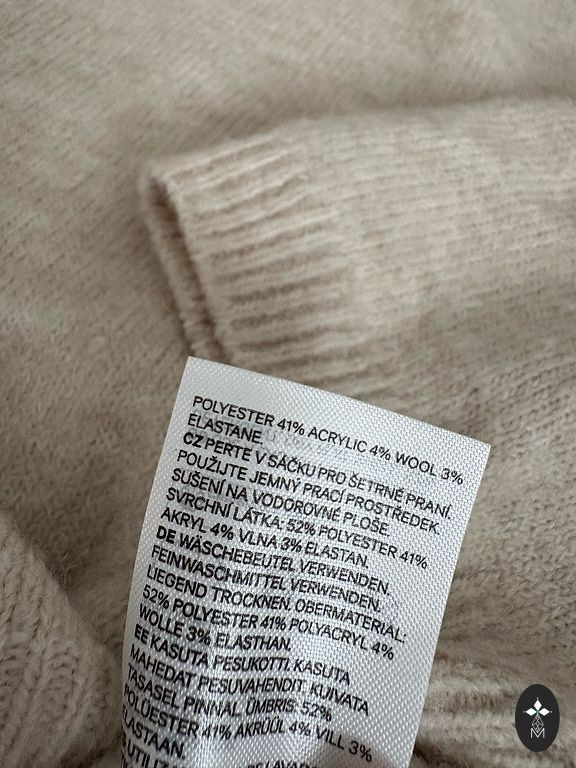 POLYESTER 41% ACRYLIC 4% WOOL 3%
ELASTANE
CZ PERTE V SÁČKU PRO ŠETRNÉ PRANÍ.
POUŽIJTE JEMNÝ PRACÍ PROSTŘEDEK.
SUŠENÍ NA VODOROVNÉ PLOŠE.
SVRCHNÍ LÁTKA: 52% POLYESTER 41%
AKRYL 4% VLNA 3% ELASTAN.
DE WÄSCHEBEUTEL VERWENDEN.
FEINWASCHMITTEL VERWENDEN.
LIEGEND TROCKNEN. OBERMATERIAL:
52% POLYESTER 41% POLYACRYL 4%
WOLLE 3% ELASTHAN.
EE KASUTA PESUKOTTI. KASUTA
MAHEDAT PESUVAHENDIT. KUIVATA
TASASEL PINNAL. ÜMBRIS: 52%
POLÜESTER 41% AKRÜÜL 4% VILL 3%
ELASTAAN.
M